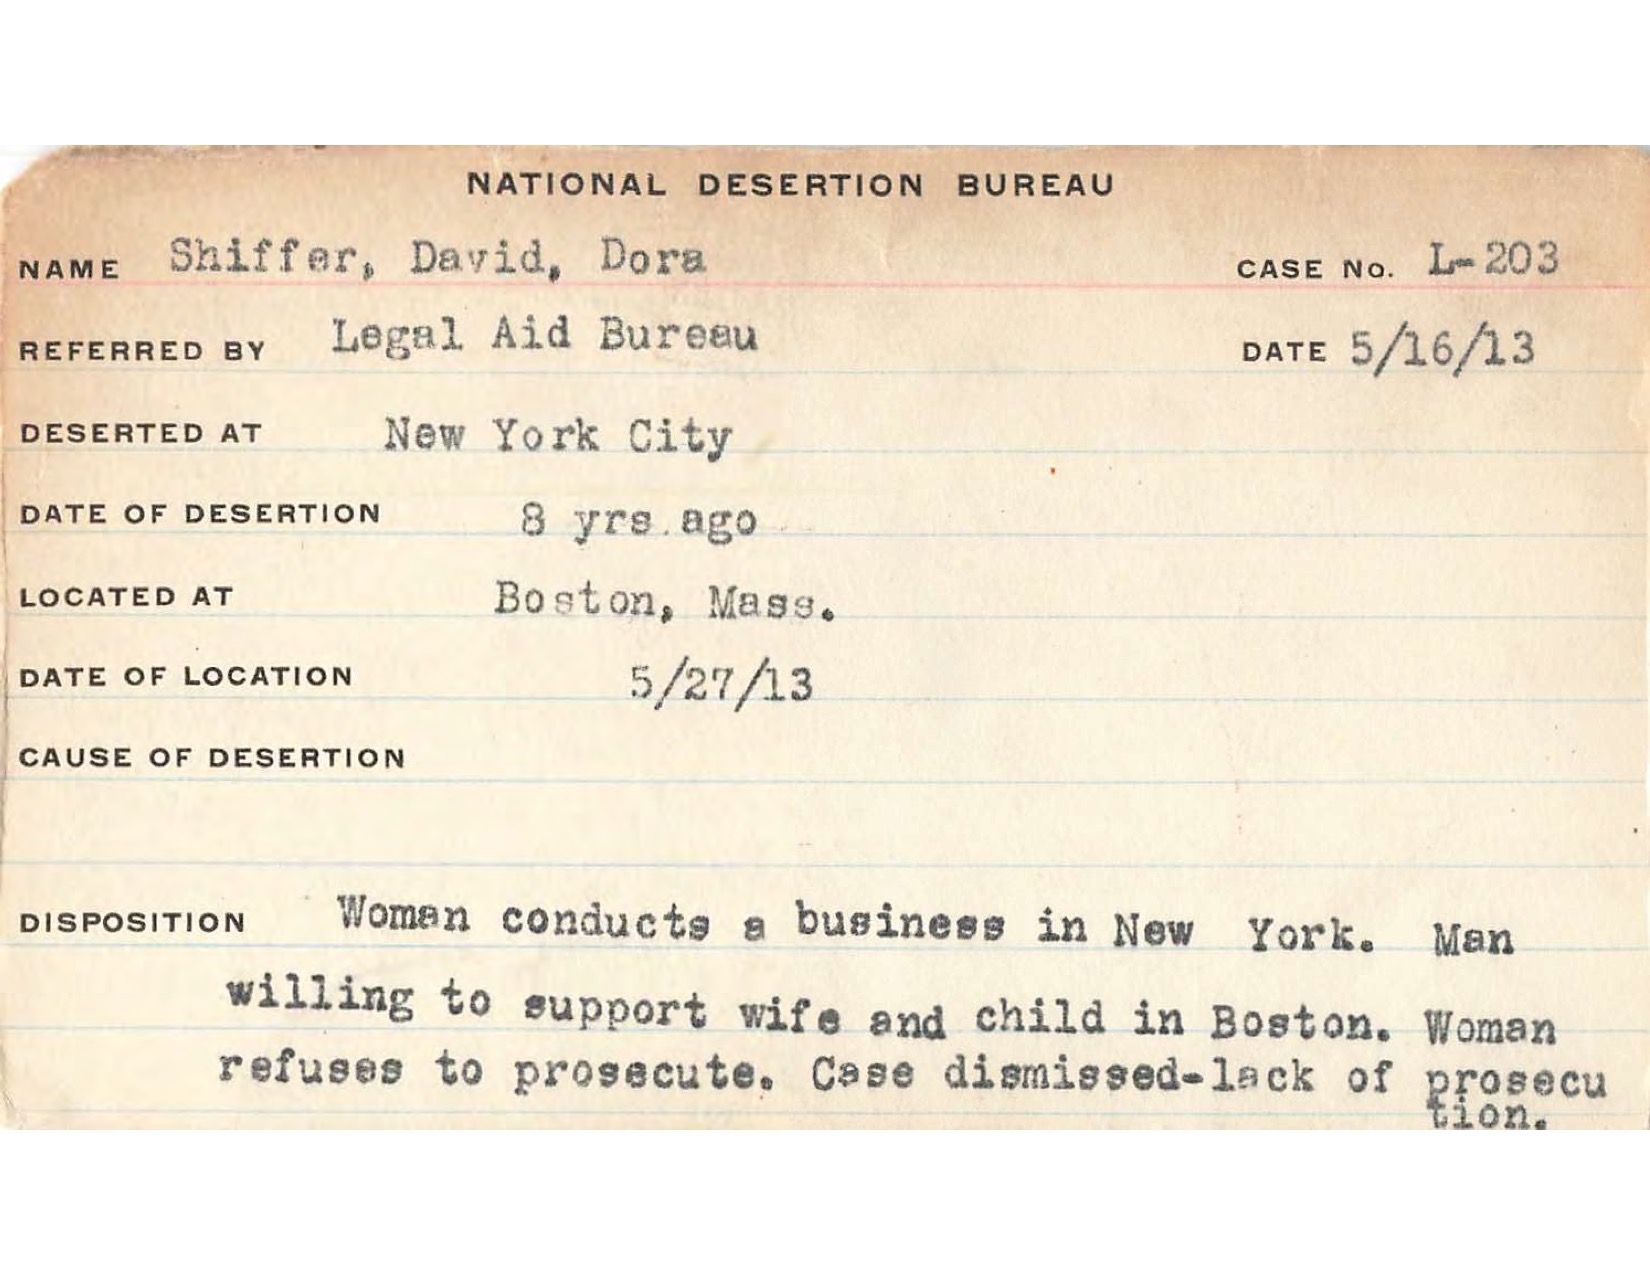 NATIONAL DESERTION BUREAU
NAME Shiffer, David, Dora CASE No. L-203
REFERRED BY Legal Aid Bureau DATE 5/16/13
DESERTED AT New York City
DATE OF DESERTION 8 yrs. ago
LOCATED AT Boston, Mass.
DATE OF LOCATION 5/27/13
CAUSE OF DESERTION
DISPOSITION Woman conducts a business in New York. Man
willing to support wife and child in Boston. Woman
refuses to prosecute. Case dismissed-lack of prosecu
tion.